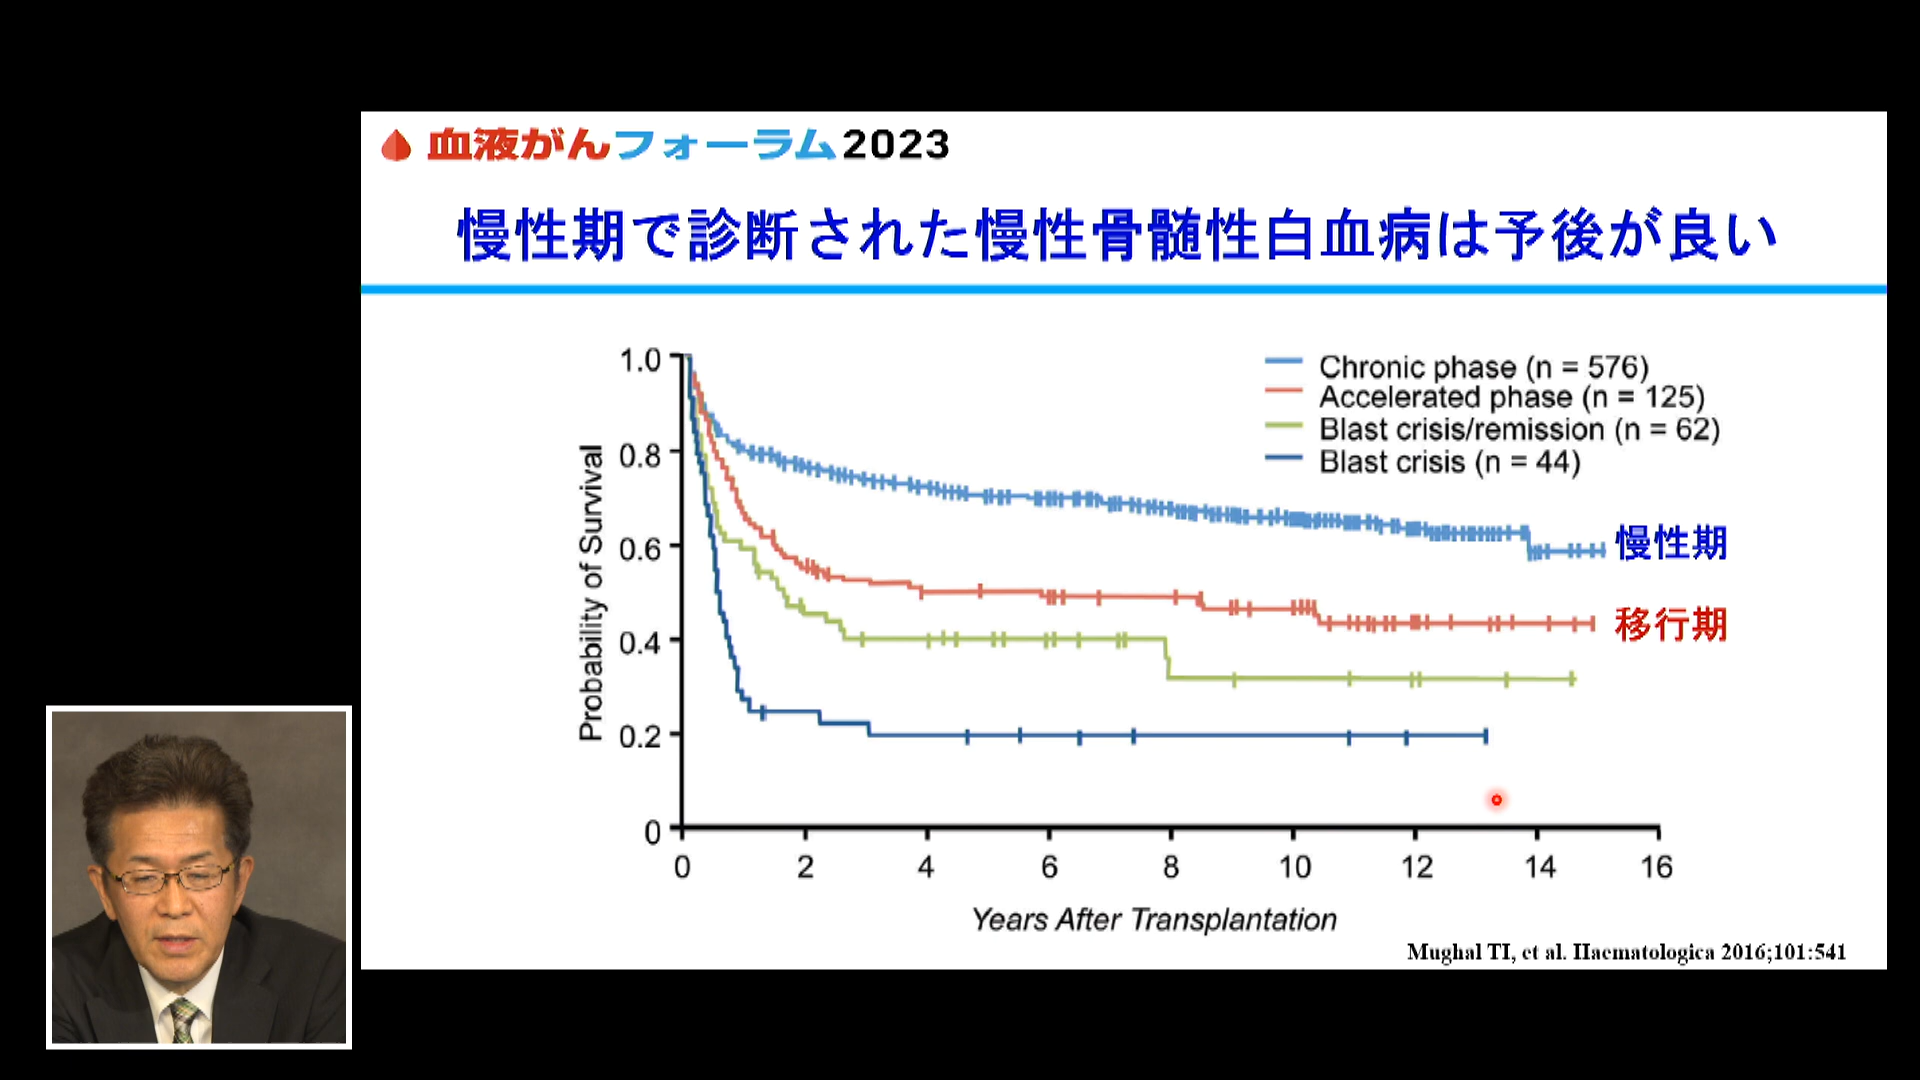 血液がんフォーラム2023
慢性期で診断された慢性骨髄性白血病は予後が良い
Chronic phase (n = 576)
Accelerated phase (n = 125)
Blast crisis/remission (n = 62)
Blast crisis (n = 44)
Probability of Survival
1.0
0.8
0.6
0.4
0.2
0
慢性期
移行期
0 2 4 6 8 10 12 14 16
Years After Transplantation
Mughal TI, et al. Haematologica 2016;101:541